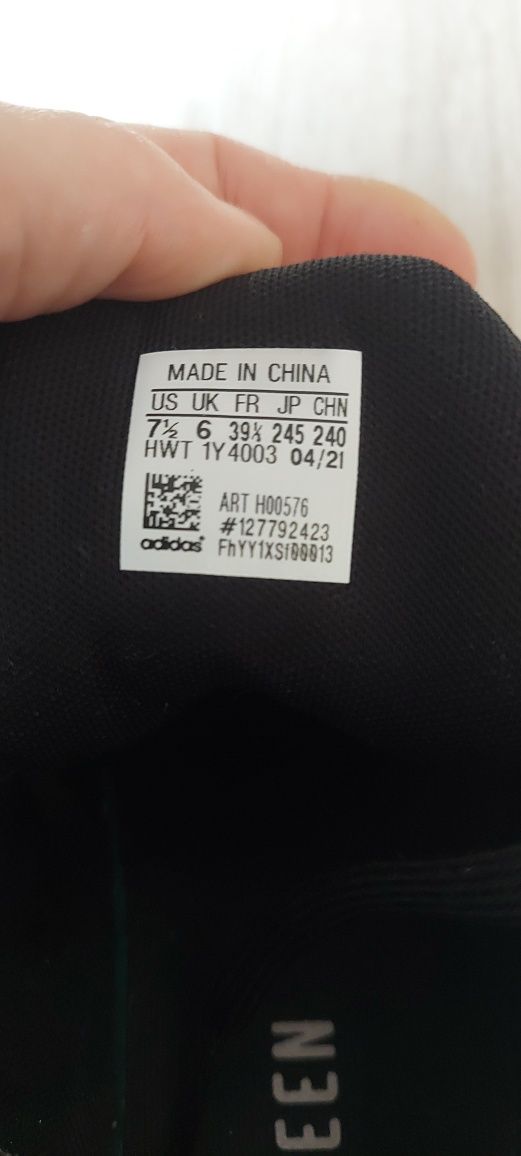 MADE IN CHINA
US UK FR JP CHN
7½ 6 39⅓ 245 240
HWT 1Y4003 04/21
ART H00576
#127792423
adidas FhYY1XSf00013
EEN